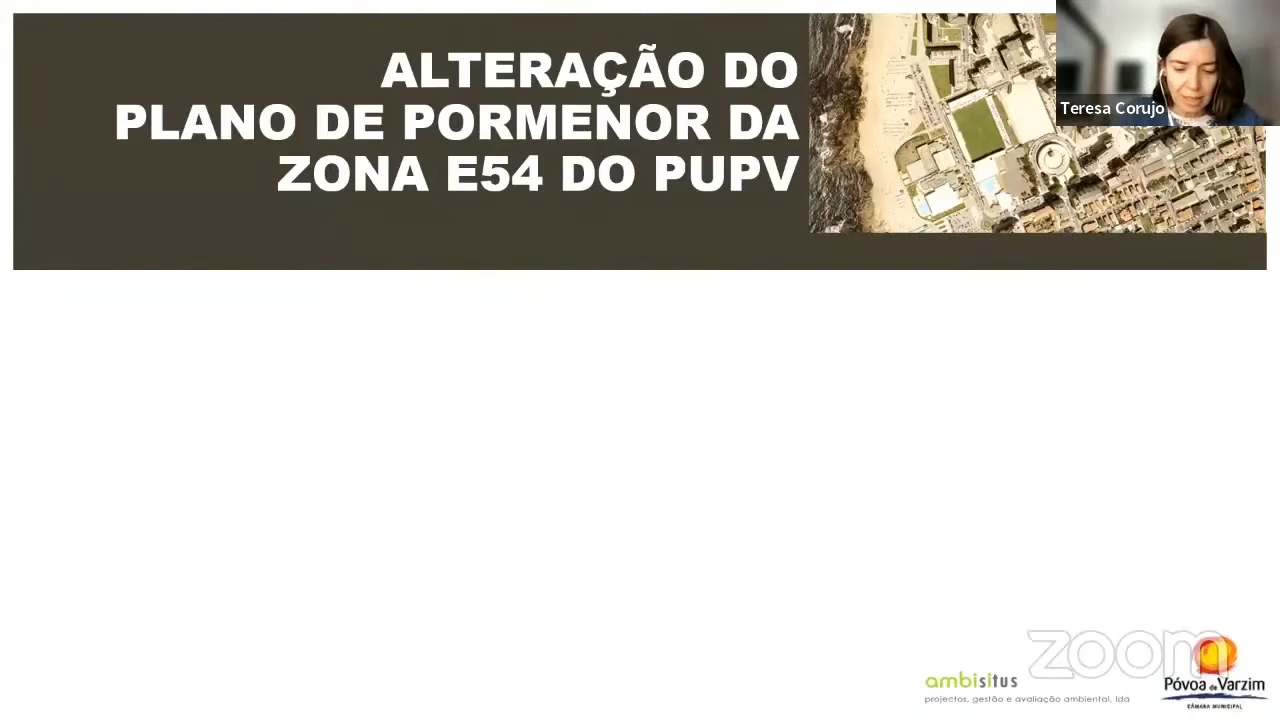 ALTERAÇÃO DO
PLANO DE PORMENOR DA
ZONA E54 DO PUPV
Teresa Corujo
zoom
ambisitus
projectos, gestão e avaliação ambiental, lda
Póvoa de Varzim
CÂMARA MUNICIPAL